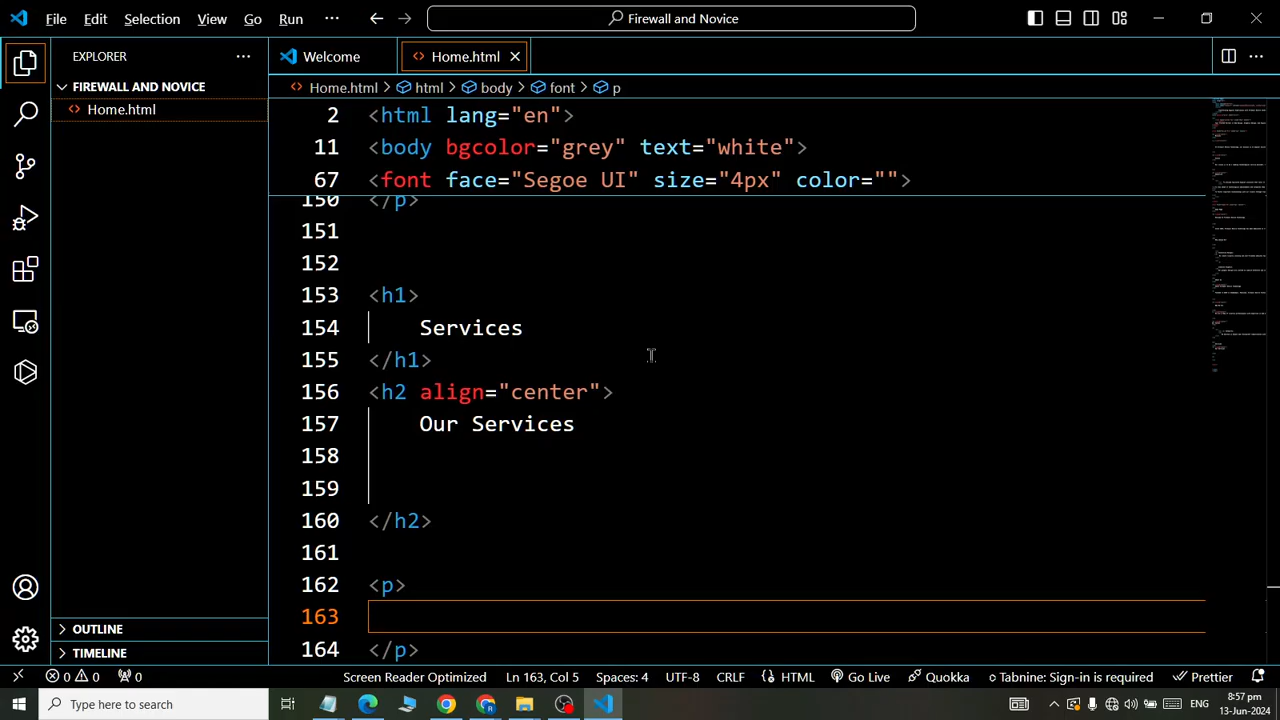 File Edit Selection View Go Run ··· Firewall and Novice
EXPLORER ··· Welcome Home.html
FIREWALL AND NOVICE Home.html > html > body > font > p
Home.html
2 <html lang="en">
11 <body bgcolor="grey" text="white">
67 <font face="Segoe UI" size="4px" color="">
150 </p>
151
152
153 <h1>
154 Services
155 </h1>
156 <h2 align="center">
157 Our Services
158
159
160 </h2>
161
162 <p>
163
164 </p>
OUTLINE
TIMELINE
0 0 0 Screen Reader Optimized Ln 163, Col 5 Spaces: 4 UTF-8 CRLF HTML Go Live Quokka Tabnine: Sign-in is required Prettier
Type here to search ENG 8:57 pm
13-Jun-2024